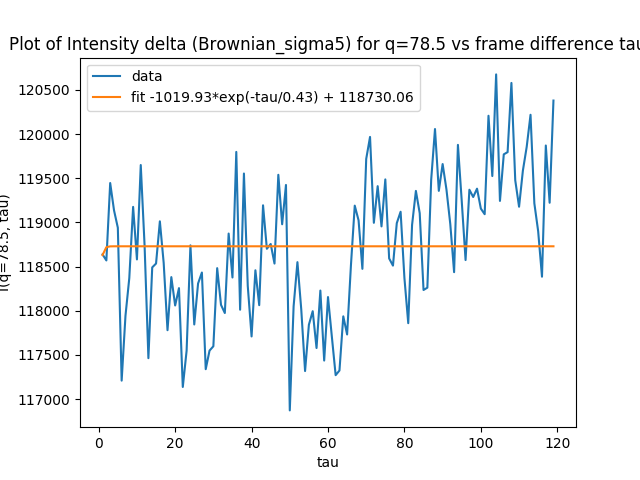 Plot of Intensity delta (Brownian_sigma5) for q=78.5 vs frame difference tau
data
fit -1019.93*exp(-tau/0.43) + 118730.06
120500
120000
119500
119000
118500
118000
117500
117000
I(q=78.5, tau)
0 20 40 60 80 100 120
tau